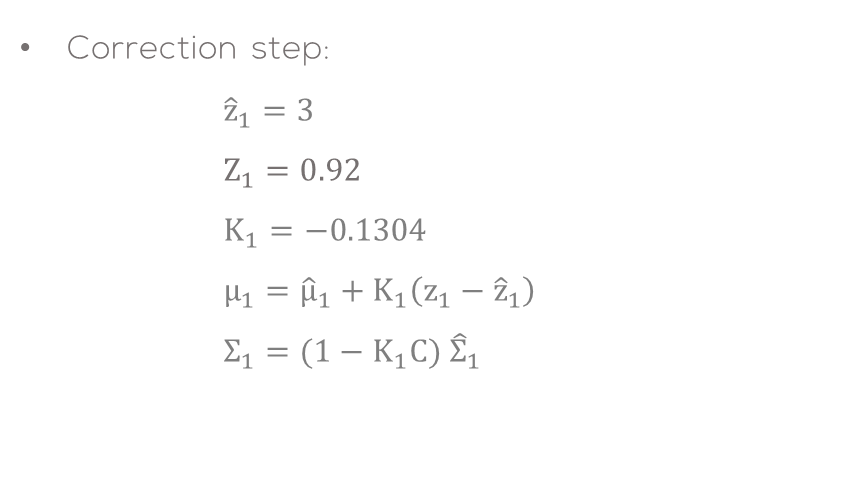 • Correction step:
ẑ₁ = 3
Z₁ = 0.92
K₁ = −0.1304
μ₁ = μ̂₁ + K₁(z₁ − ẑ₁)
Σ₁ = (1 − K₁C) Σ̂₁